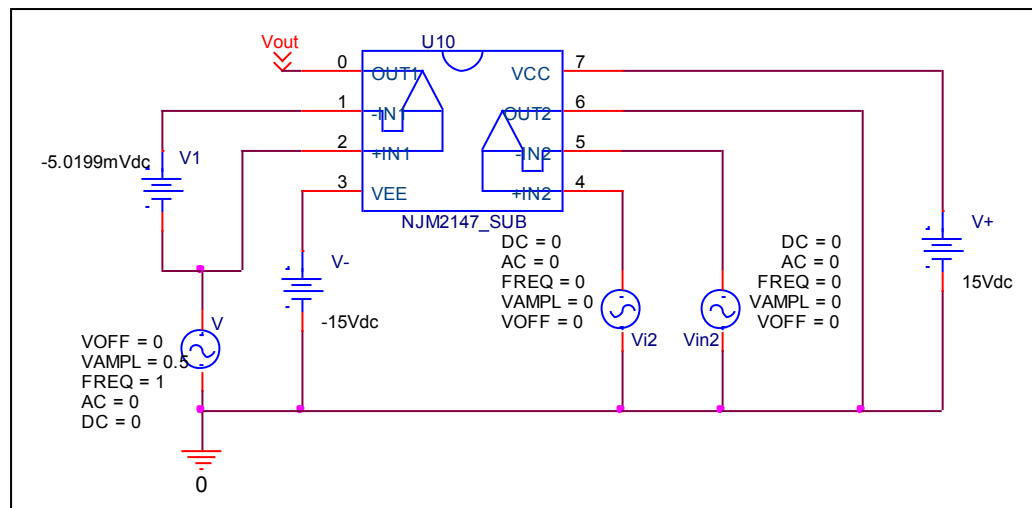 Vout
U10
0
OUT1
VCC
7
1
-IN1
OUT2
6
2
+IN1
-IN2
5
3
VEE
+IN2
4
NJM2147_SUB
-5.0199mVdc
V1
V-
-15Vdc
V+
15Vdc
DC = 0
AC = 0
FREQ = 0
VAMPL = 0
VOFF = 0
Vi2
DC = 0
AC = 0
FREQ = 0
VAMPL = 0
VOFF = 0
Vin2
V
VOFF = 0
VAMPL = 0.5
FREQ = 1
AC = 0
DC = 0
0